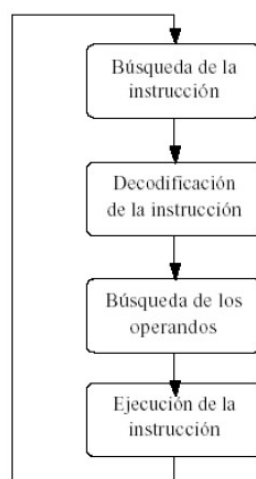 Búsqueda de la
instrucción
Decodificación
de la instrucción
Búsqueda de los
operandos
Ejecución de la
instrucción